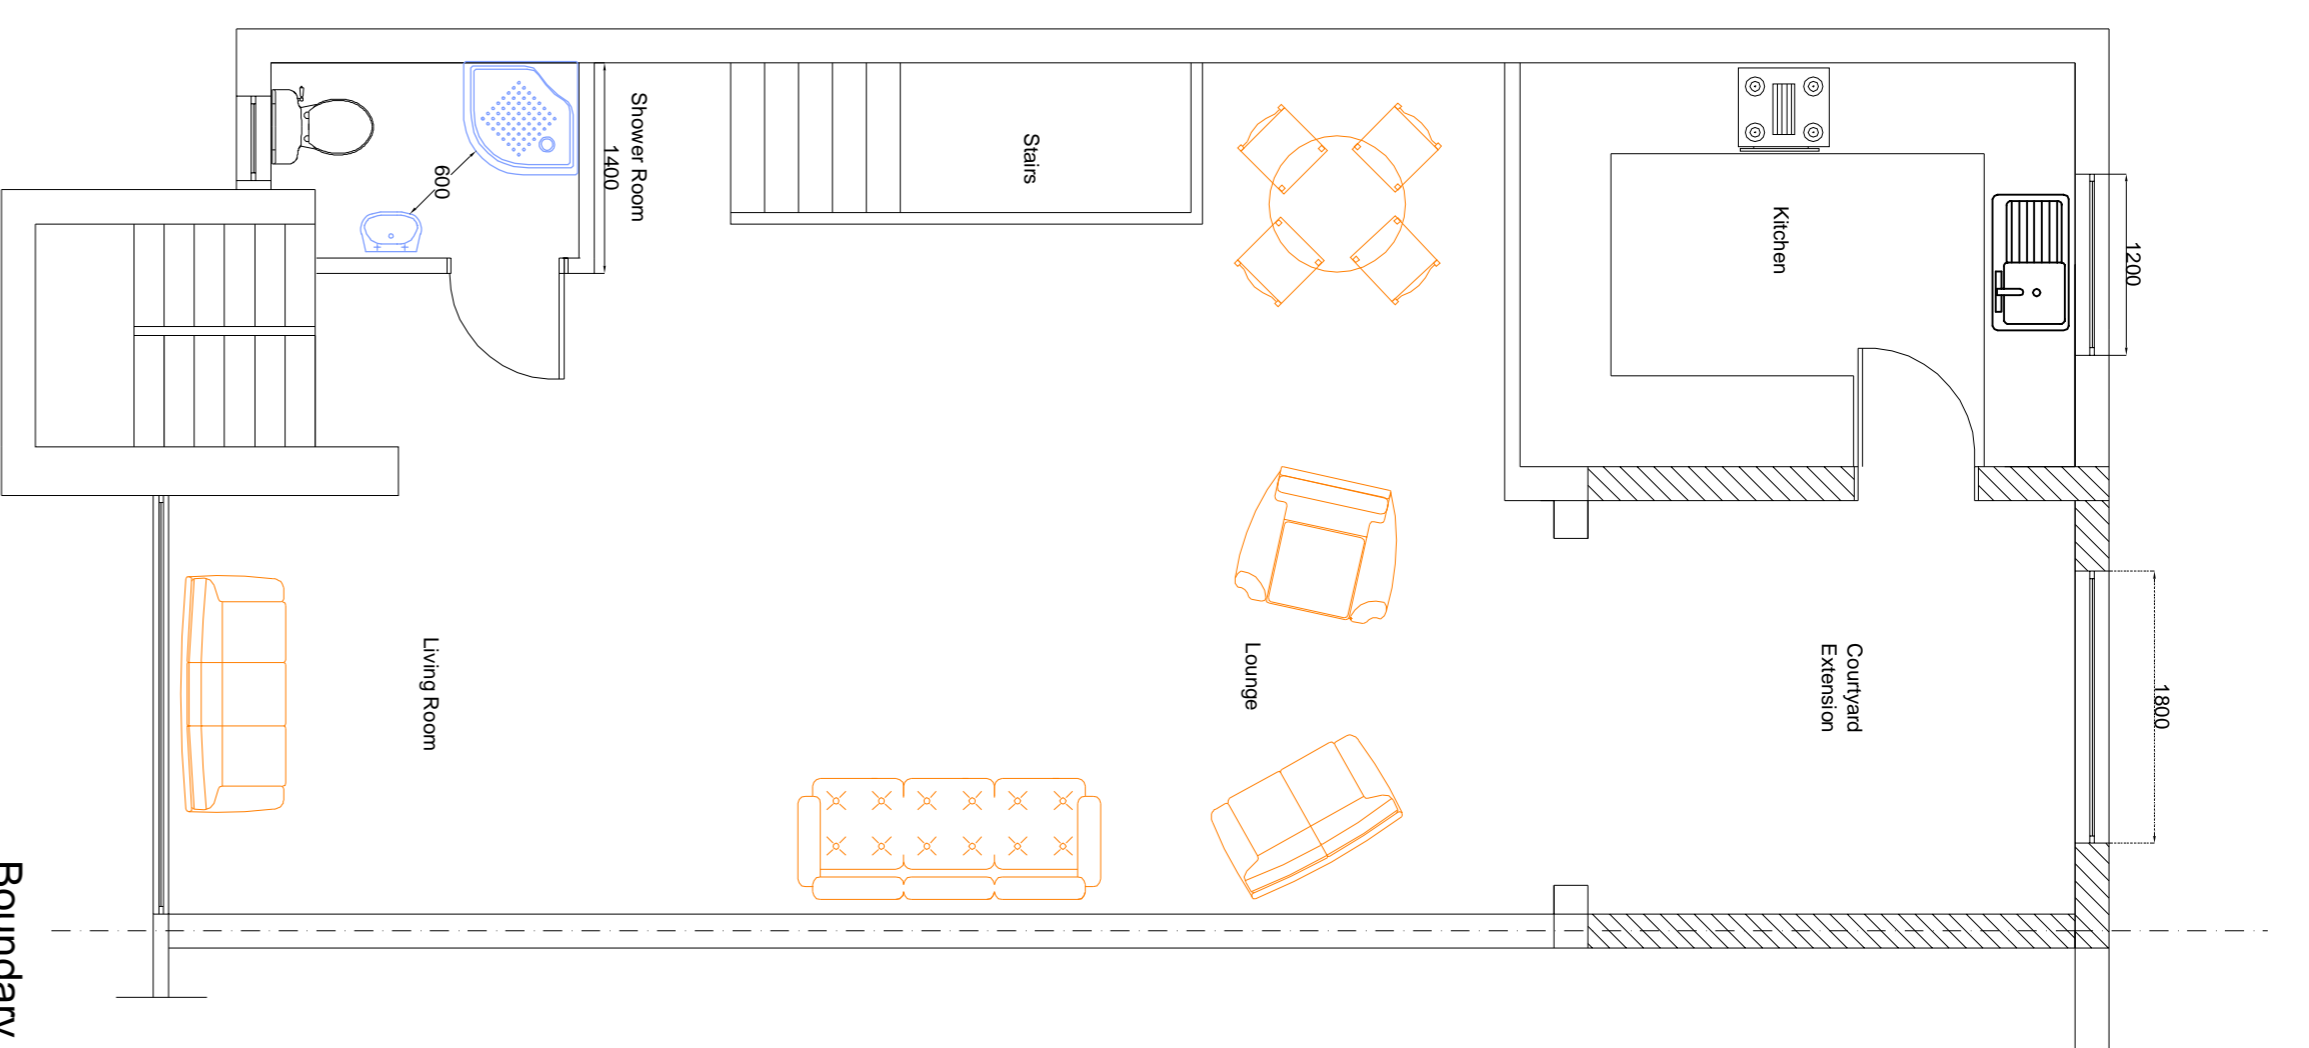 Shower Room
1400
600
Stairs
Kitchen
1200
Courtyard
Extension
1800
Lounge
Living Room
Boundary